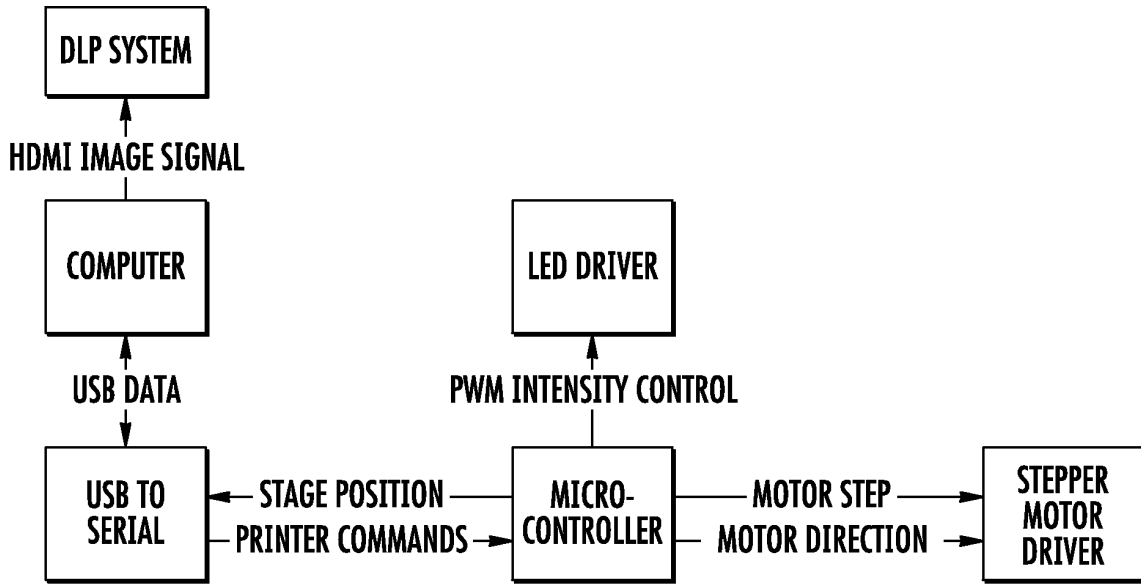 DLP SYSTEM
HDMI IMAGE SIGNAL
COMPUTER
LED DRIVER
USB DATA
PWM INTENSITY CONTROL
USB TO
SERIAL
STAGE POSITION
PRINTER COMMANDS
MICRO-
CONTROLLER
MOTOR STEP
MOTOR DIRECTION
STEPPER
MOTOR
DRIVER